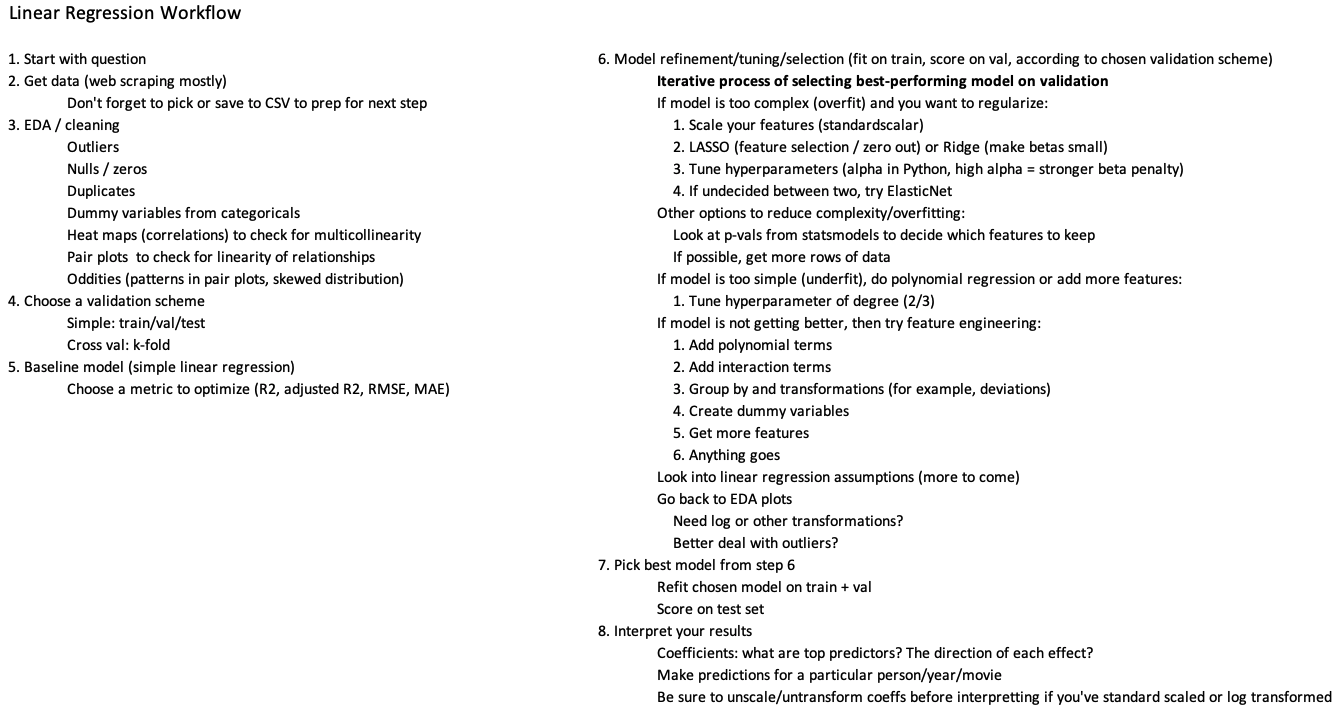 Linear Regression Workflow
1. Start with question
2. Get data (web scraping mostly)
Don't forget to pick or save to CSV to prep for next step
3. EDA / cleaning
Outliers
Nulls / zeros
Duplicates
Dummy variables from categoricals
Heat maps (correlations) to check for multicollinearity
Pair plots  to check for linearity of relationships
Oddities (patterns in pair plots, skewed distribution)
4. Choose a validation scheme
Simple: train/val/test
Cross val: k-fold
5. Baseline model (simple linear regression)
Choose a metric to optimize (R2, adjusted R2, RMSE, MAE)
6. Model refinement/tuning/selection (fit on train, score on val, according to chosen validation scheme)
Iterative process of selecting best-performing model on validation
If model is too complex (overfit) and you want to regularize:
1. Scale your features (standardscalar)
2. LASSO (feature selection / zero out) or Ridge (make betas small)
3. Tune hyperparameters (alpha in Python, high alpha = stronger beta penalty)
4. If undecided between two, try ElasticNet
Other options to reduce complexity/overfitting:
Look at p-vals from statsmodels to decide which features to keep
If possible, get more rows of data
If model is too simple (underfit), do polynomial regression or add more features:
1. Tune hyperparameter of degree (2/3)
If model is not getting better, then try feature engineering:
1. Add polynomial terms
2. Add interaction terms
3. Group by and transformations (for example, deviations)
4. Create dummy variables
5. Get more features
6. Anything goes
Look into linear regression assumptions (more to come)
Go back to EDA plots
Need log or other transformations?
Better deal with outliers?
7. Pick best model from step 6
Refit chosen model on train + val
Score on test set
8. Interpret your results
Coefficients: what are top predictors? The direction of each effect?
Make predictions for a particular person/year/movie
Be sure to unscale/untransform coeffs before interpretting if you've standard scaled or log transformed